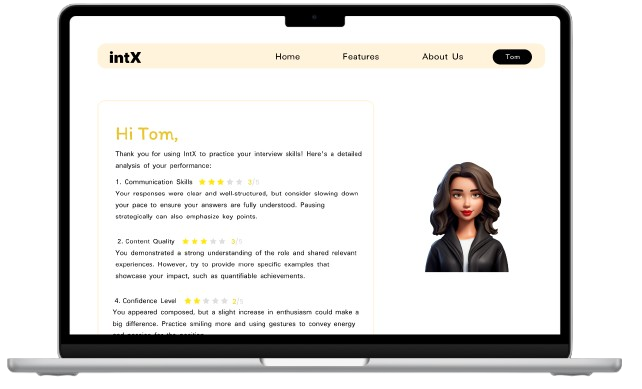 intX
Home
Features
About Us
Tom
Hi Tom,
Thank you for using IntX to practice your interview skills! Here's a detailed
analysis of your performance:
1. Communication Skills 3/5
Your responses were clear and well-structured, but consider slowing down
your pace to ensure your answers are fully understood. Pausing
strategically can also emphasize key points.
2. Content Quality 3/5
You demonstrated a strong understanding of the role and shared relevant
experiences. However, try to provide more specific examples that
showcase your impact, such as quantifiable achievements.
4. Confidence Level 2/5
You appeared composed, but a slight increase in enthusiasm could make a
big difference. Practice smiling more and using gestures to convey energy